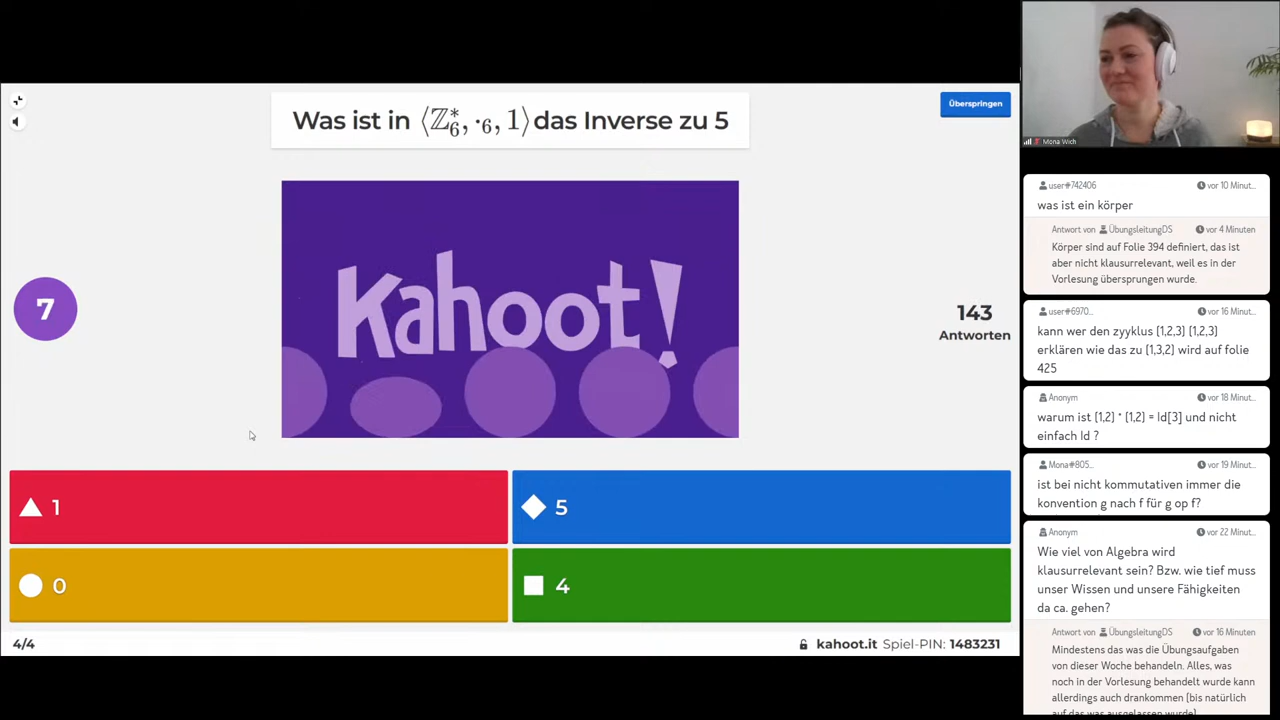 Was ist in ⟨ℤ₆*, ·₆, 1⟩ das Inverse zu 5
Überspringen
Kahoot!
7
143
Antworten
1
5
0
4
4/4
kahoot.it Spiel-PIN: 1483231
Mona Wich
user#742406 vor 10 Minut...
was ist ein körper
Antwort von ÜbungsleitungDS vor 4 Minuten
Körper sind auf Folie 394 definiert, das ist
aber nicht klausurrelevant, weil es in der
Vorlesung übersprungen wurde.
user#6970... vor 16 Minut...
kann wer den zyyklus [1,2,3] [1,2,3]
erklären wie das zu [1,3,2] wird auf folie
425
Anonym vor 18 Minut...
warum ist [1,2] * [1,2] = Id[3] und nicht
einfach Id ?
Mona#805... vor 19 Minut...
ist bei nicht kommutativen immer die
konvention g nach f für g op f?
Anonym vor 22 Minut...
Wie viel von Algebra wird
klausurrelevant sein? Bzw. wie tief muss
unser Wissen und unsere Fähigkeiten
da ca. gehen?
Antwort von ÜbungsleitungDS vor 16 Minuten
Mindestens das was die Übungsaufgaben
von dieser Woche behandeln. Alles, was
noch in der Vorlesung behandelt wurde kann
allerdings auch drankommen [bis natürlich
auf das was ausgelassen wurde]